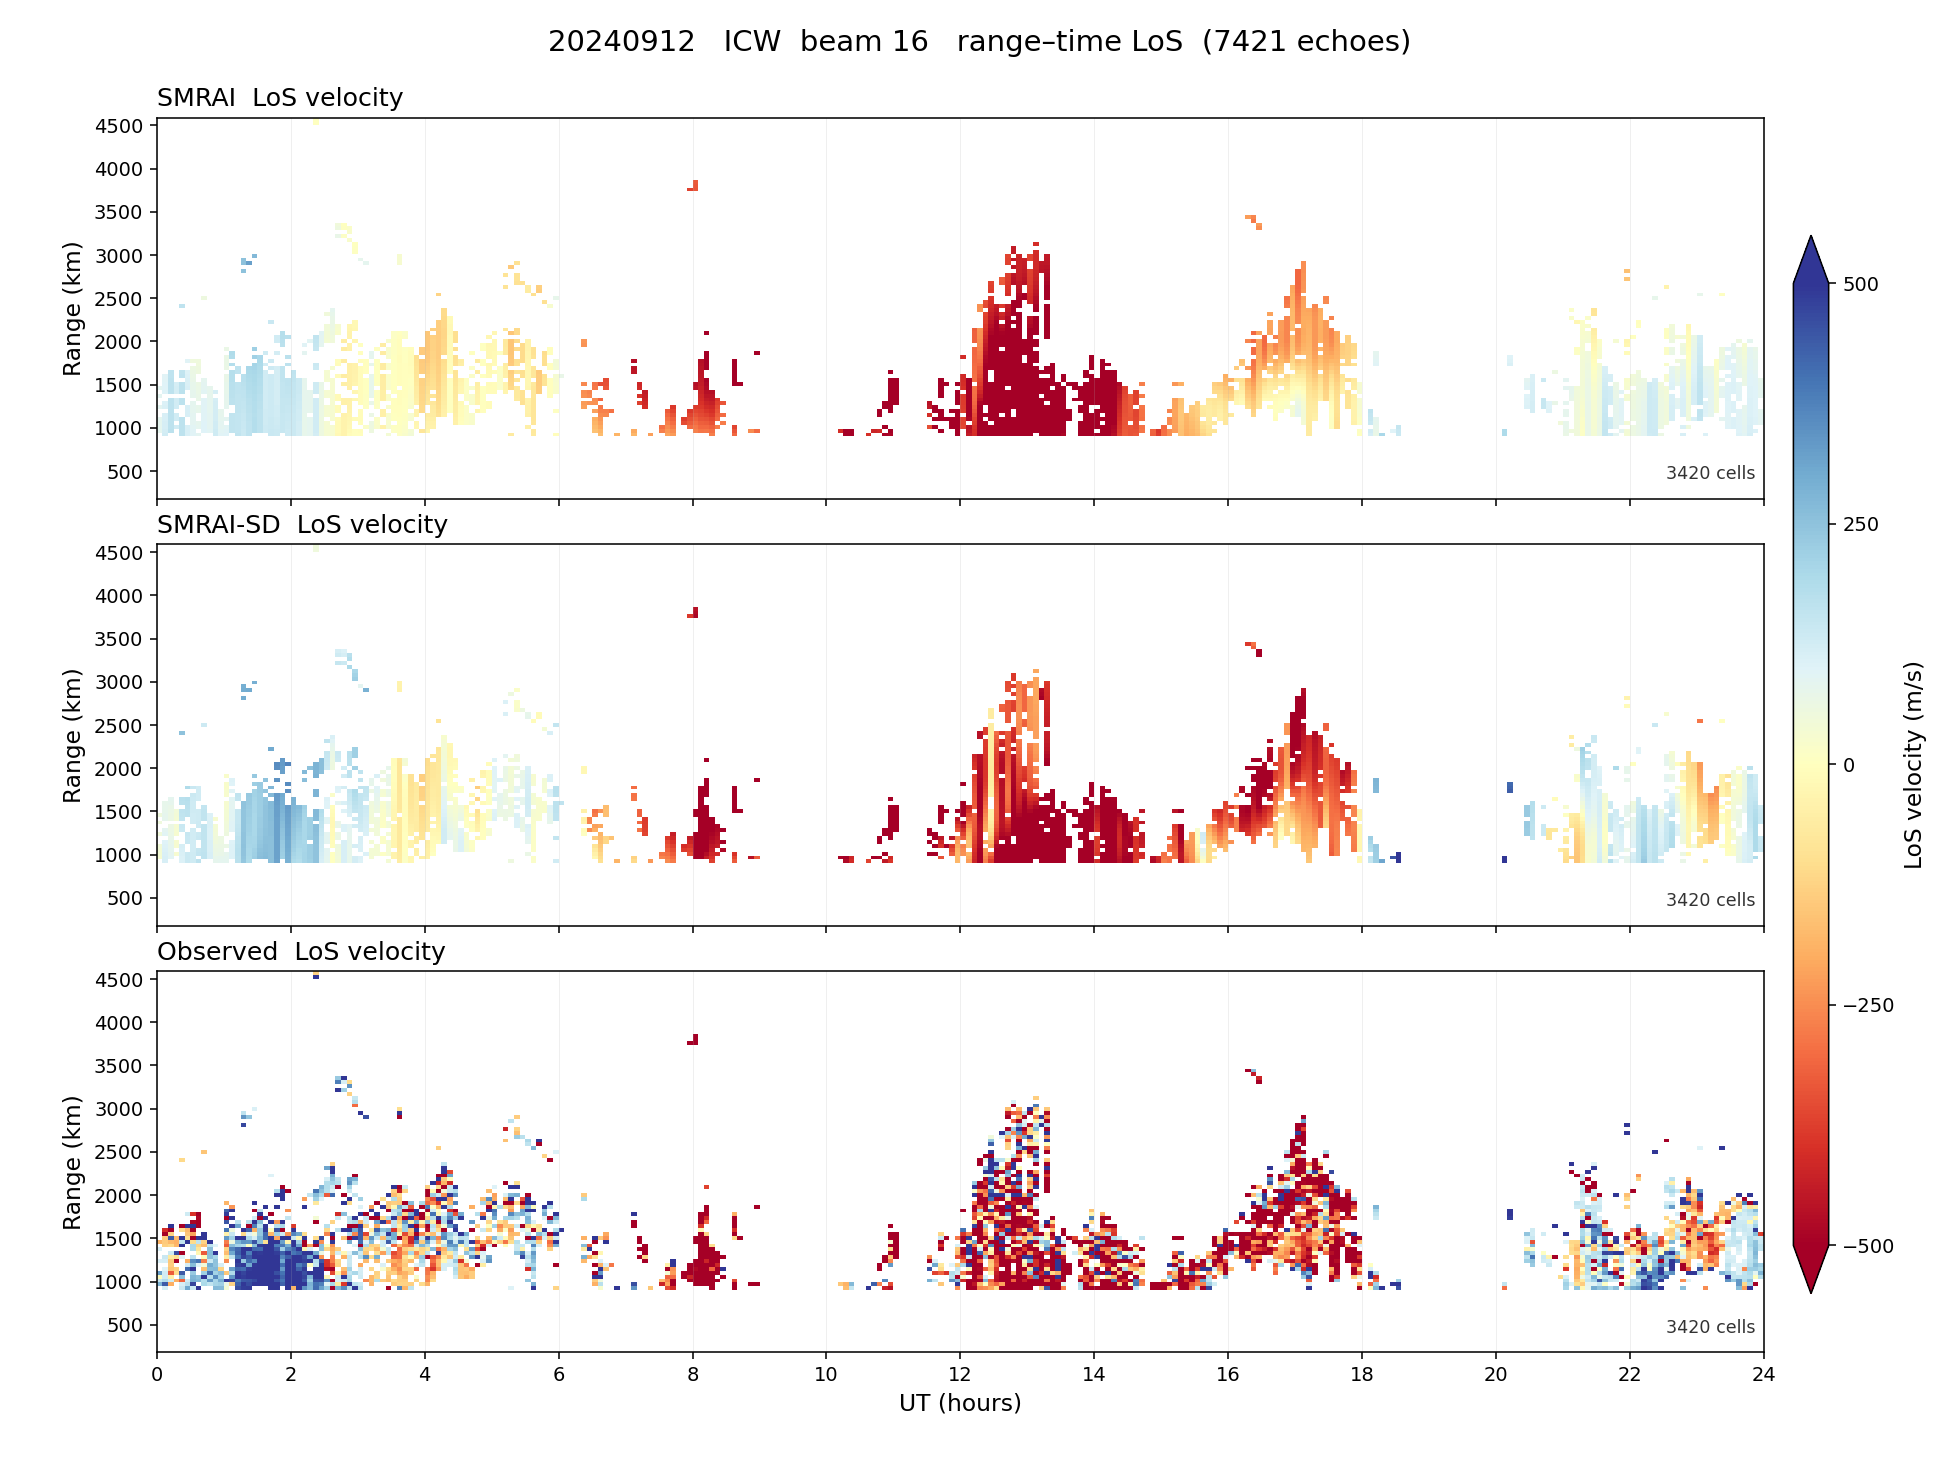 20240912   ICW  beam 16   range–time LoS  (7421 echoes)
SMRAI  LoS velocity
4500
4000
3500
3000
2500
2000
1500
1000
500
Range (km)
3420 cells
SMRAI-SD  LoS velocity
4500
4000
3500
3000
2500
2000
1500
1000
500
Range (km)
3420 cells
Observed  LoS velocity
4500
4000
3500
3000
2500
2000
1500
1000
500
Range (km)
3420 cells
0 2 4 6 8 10 12 14 16 18 20 22 24
UT (hours)
500
250
0
−250
−500
LoS velocity (m/s)